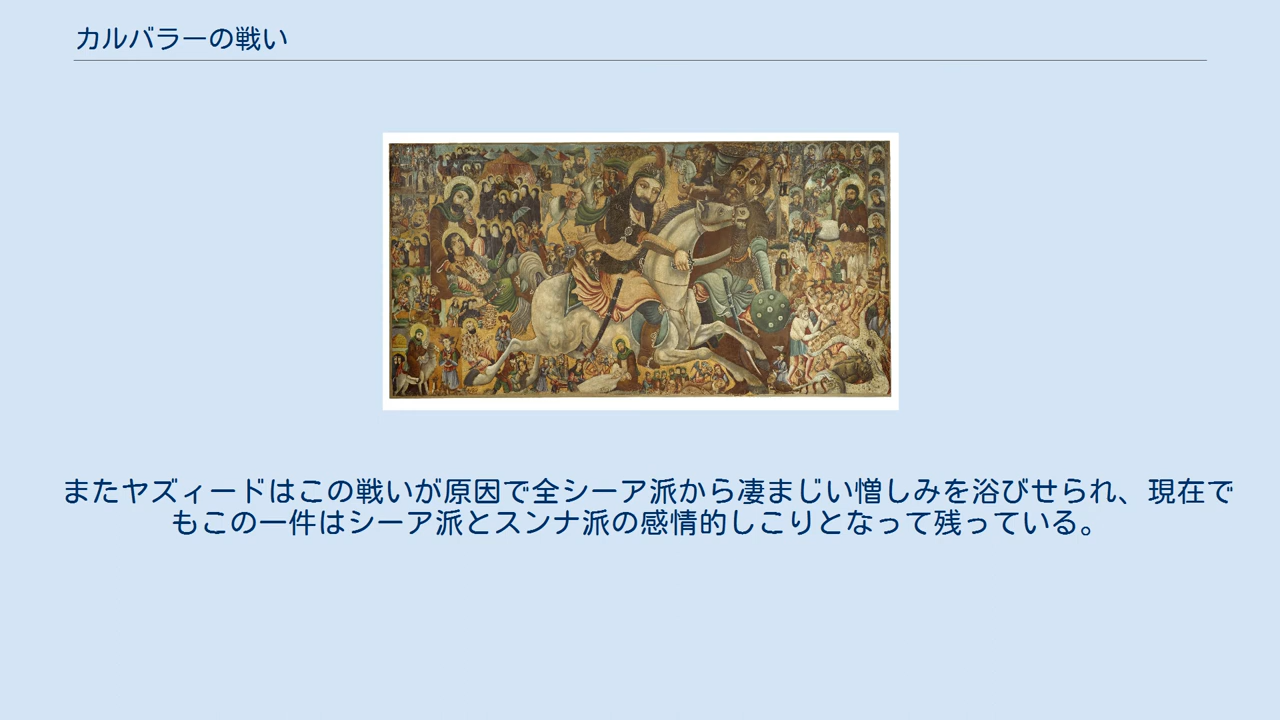 カルバラーの戦い
またヤズィードはこの戦いが原因で全シーア派から凄まじい憎しみを浴びせられ、現在で
もこの一件はシーア派とスンナ派の感情的しこりとなって残っている。